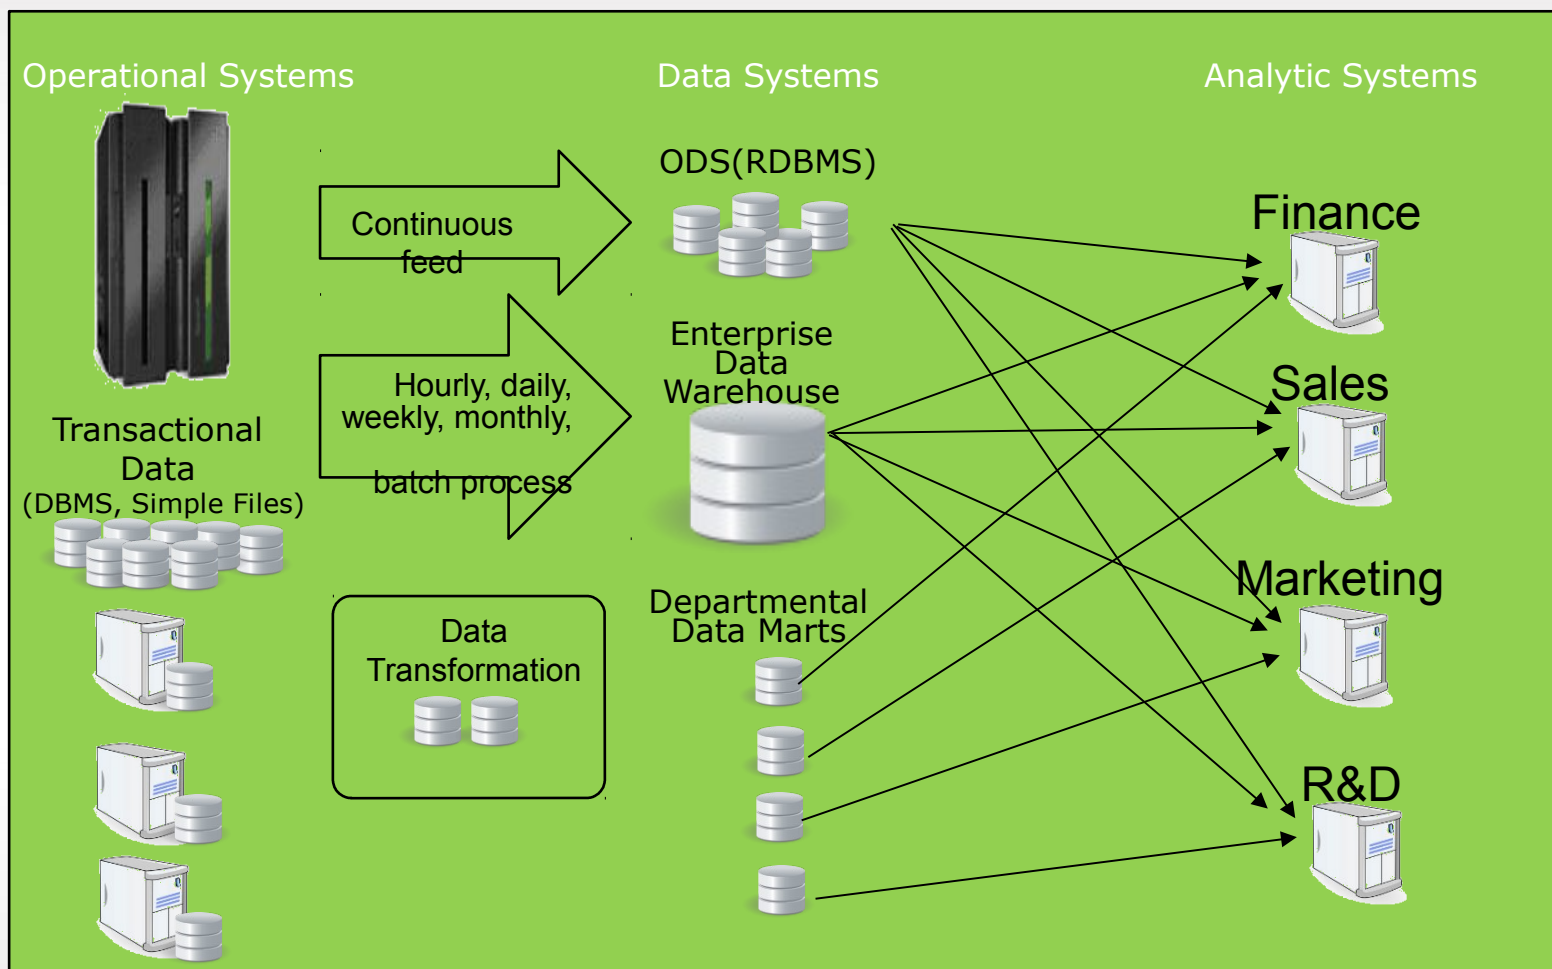 Operational Systems
Data Systems
Analytic Systems
ODS(RDBMS)
Continuous
feed
Finance
Enterprise
Data
Warehouse
Hourly, daily,
weekly, monthly,
batch process
Sales
Transactional
Data
(DBMS, Simple Files)
Data
Transformation
Departmental
Data Marts
Marketing
R&D